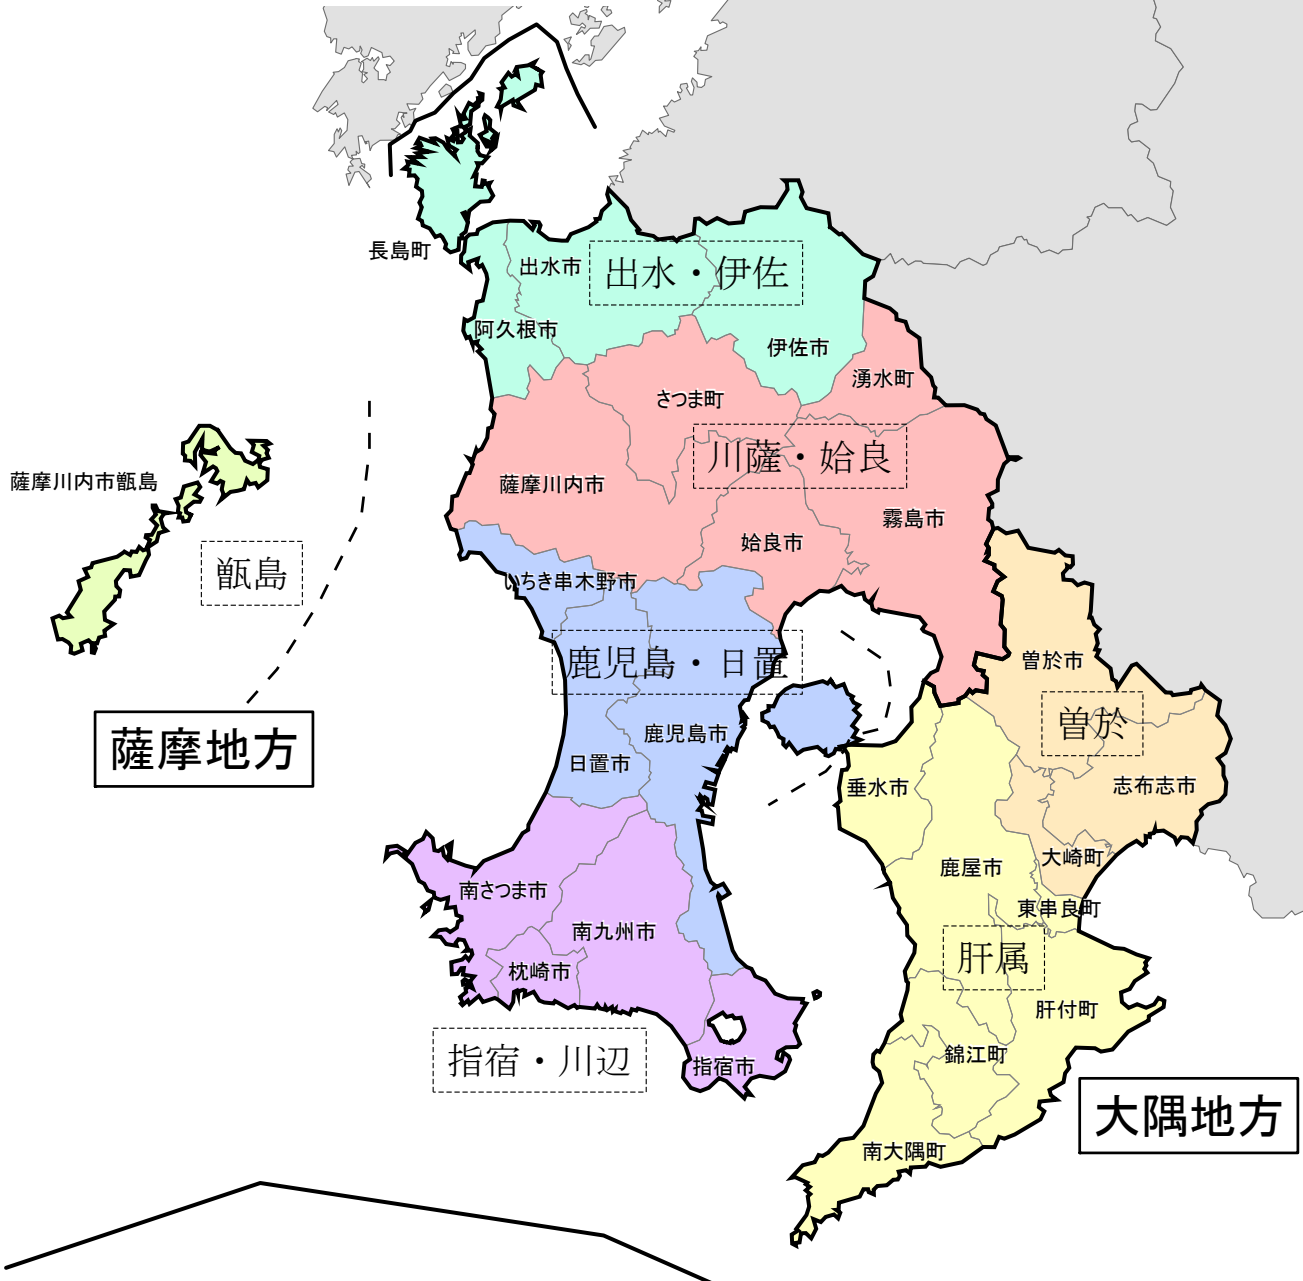 長島町
出水市
出水・伊佐
阿久根市
伊佐市
湧水町
さつま町
川薩・姶良
薩摩川内市甑島
薩摩川内市
霧島市
姶良市
甑島
いちき串木野市
鹿児島・日置
曽於市
曽於
鹿児島市
薩摩地方
日置市
垂水市
志布志市
大崎町
鹿屋市
南さつま市
東串良町
南九州市
肝属
枕崎市
肝付町
指宿・川辺
錦江町
指宿市
大隅地方
南大隅町